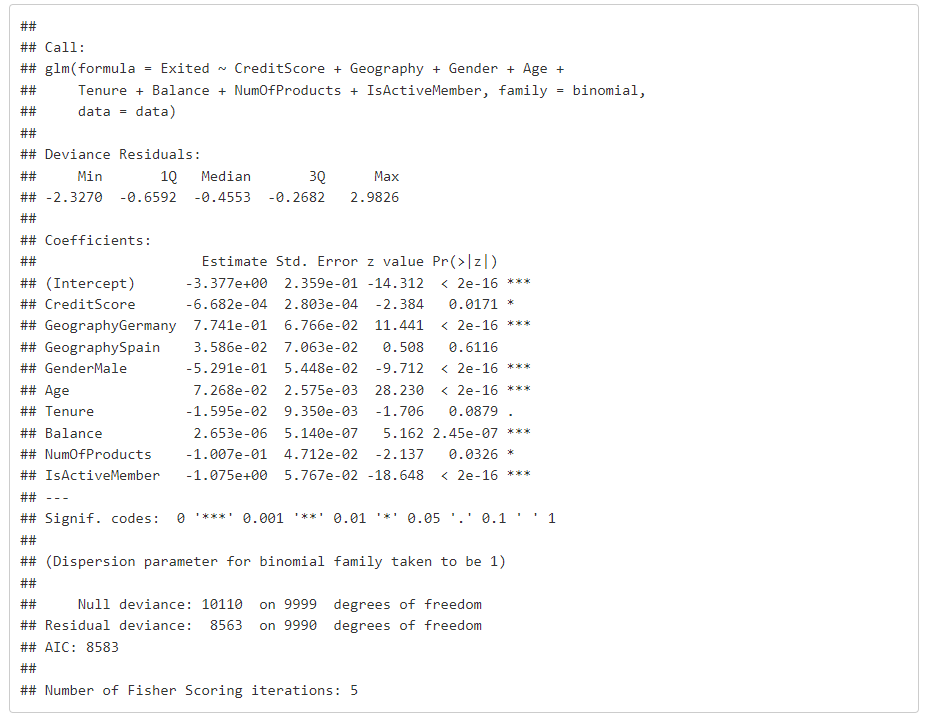 ##
## Call:
## glm(formula = Exited ~ CreditScore + Geography + Gender + Age +
##     Tenure + Balance + NumOfProducts + IsActiveMember, family = binomial,
##     data = data)
##
## Deviance Residuals:
##     Min       1Q   Median       3Q      Max
## -2.3270  -0.6592  -0.4553  -0.2682   2.9826
##
## Coefficients:
##                    Estimate Std. Error z value Pr(>|z|)
## (Intercept)      -3.377e+00  2.359e-01 -14.312  < 2e-16 ***
## CreditScore      -6.682e-04  2.803e-04  -2.384   0.0171 *
## GeographyGermany  7.741e-01  6.766e-02  11.441  < 2e-16 ***
## GeographySpain    3.586e-02  7.063e-02   0.508   0.6116
## GenderMale       -5.291e-01  5.448e-02  -9.712  < 2e-16 ***
## Age               7.268e-02  2.575e-03  28.230  < 2e-16 ***
## Tenure           -1.595e-02  9.350e-03  -1.706   0.0879 .
## Balance           2.653e-06  5.140e-07   5.162 2.45e-07 ***
## NumOfProducts    -1.007e-01  4.712e-02  -2.137   0.0326 *
## IsActiveMember   -1.075e+00  5.767e-02 -18.648  < 2e-16 ***
## ---
## Signif. codes:  0 '***' 0.001 '**' 0.01 '*' 0.05 '.' 0.1 ' ' 1
##
## (Dispersion parameter for binomial family taken to be 1)
##
##     Null deviance: 10110  on 9999  degrees of freedom
## Residual deviance:  8563  on 9990  degrees of freedom
## AIC: 8583
##
## Number of Fisher Scoring iterations: 5